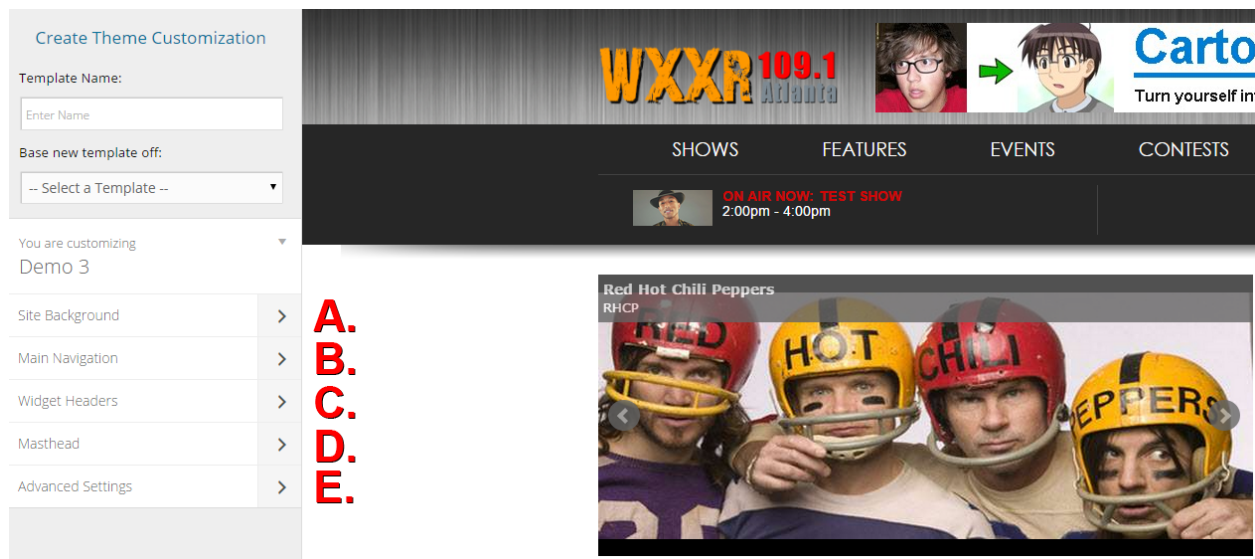 Create Theme Customization
Template Name:
Enter Name
Base new template off:
-- Select a Template --
You are customizing
Demo 3
Site Background
Main Navigation
Widget Headers
Masthead
Advanced Settings
A.
B.
C.
D.
E.
WXXR 109.1
Atlanta
Carto
Turn yourself int
SHOWS FEATURES EVENTS CONTESTS
ON AIR NOW: TEST SHOW
2:00pm - 4:00pm
Red Hot Chili Peppers
RHCP
RED HOT CHILI PEPPERS